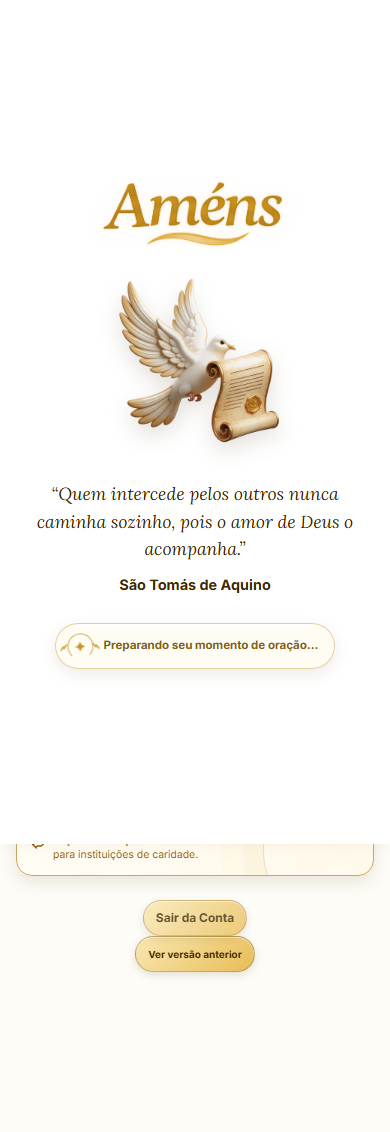 Améns
“Quem intercede pelos outros nunca
caminha sozinho, pois o amor de Deus o
acompanha.”
São Tomás de Aquino
Preparando seu momento de oração...
para instituições de caridade.
Sair da Conta
Ver versão anterior